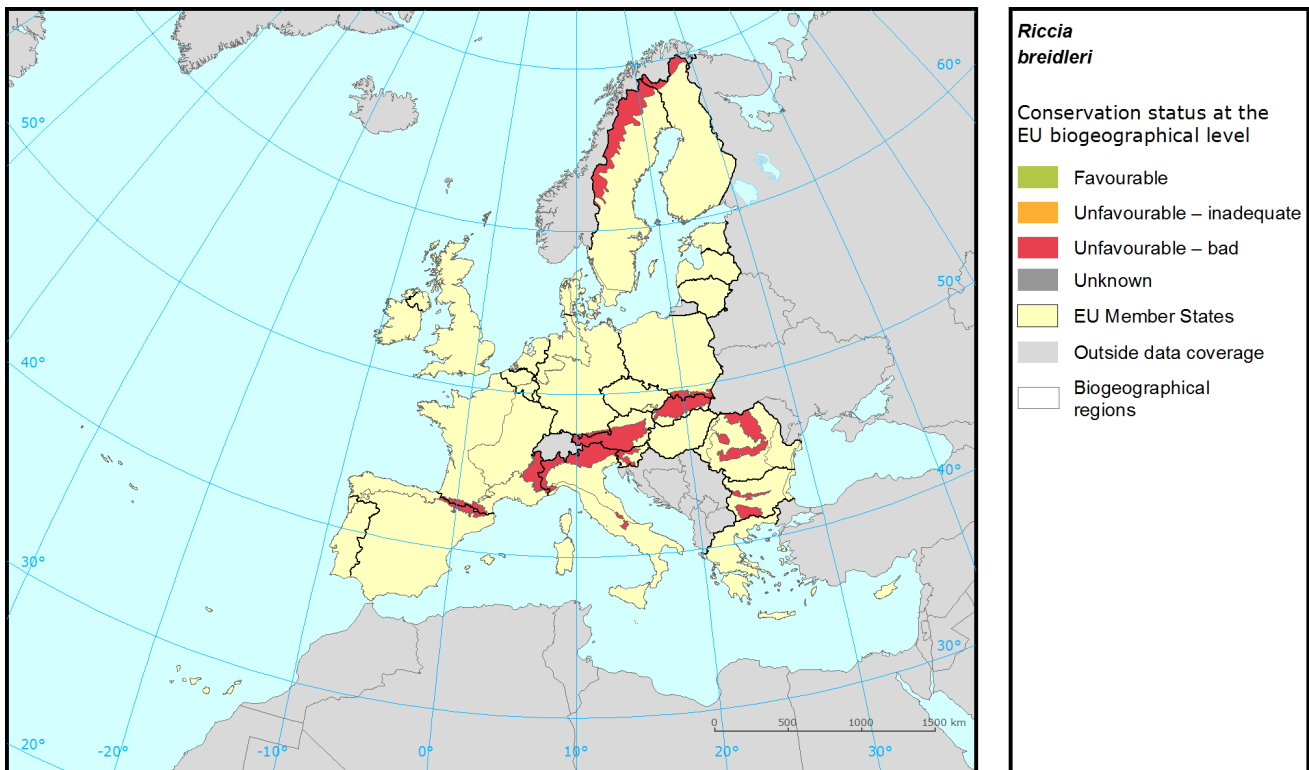 60°
50°
50°
40°
40°
30°
30°
20°
-20°
-10°
0°
10°
20°
30°
0 500 1000 1500 km
Riccia
breidleri
Conservation status at the
EU biogeographical level
Favourable
Unfavourable – inadequate
Unfavourable – bad
Unknown
EU Member States
Outside data coverage
Biogeographical
regions